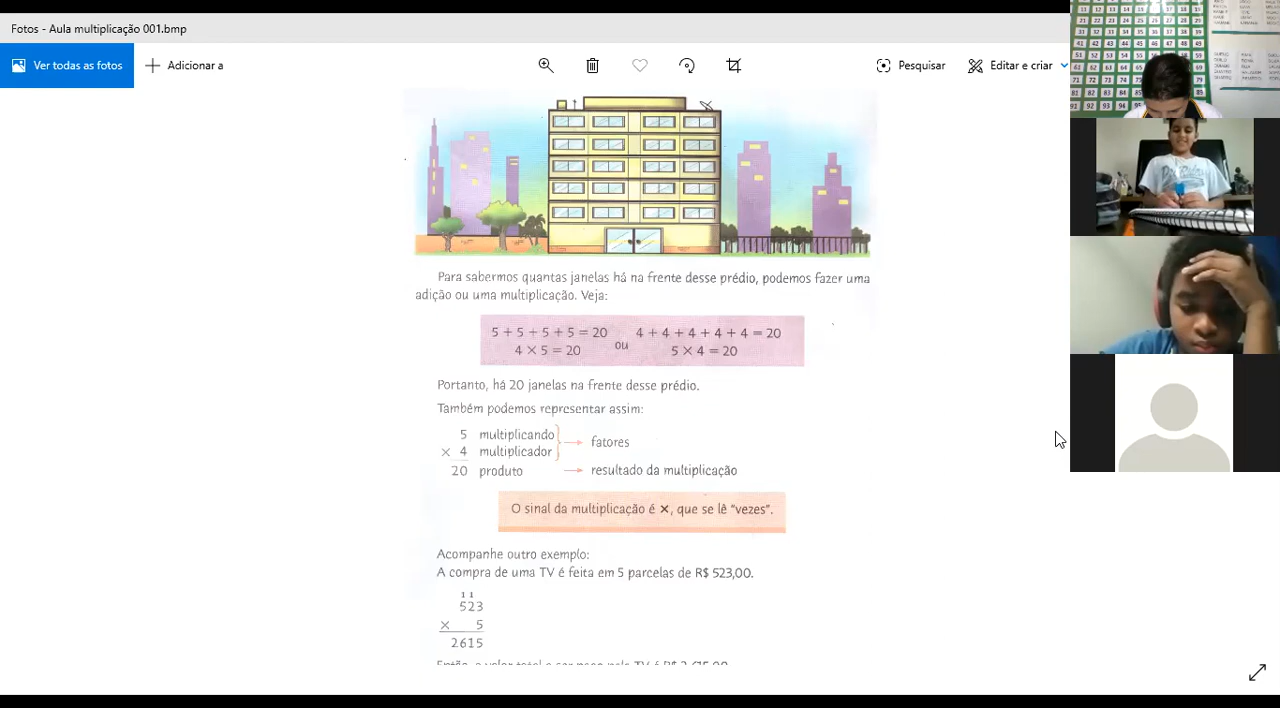 Fotos - Aula multiplicação 001.bmp
Ver todas as fotos
Adicionar a
Pesquisar
Editar e criar
Para sabermos quantas janelas há na frente desse prédio, podemos fazer uma
adição ou uma multiplicação. Veja:
5 + 5 + 5 + 5 = 20 ou 4 + 4 + 4 + 4 + 4 = 20
4 × 5 = 20 5 × 4 = 20
Portanto, há 20 janelas na frente desse prédio.
Também podemos representar assim:
5 multiplicando
fatores
× 4 multiplicador
20 produto → resultado da multiplicação
O sinal da multiplicação é ×, que se lê "vezes".
Acompanhe outro exemplo:
A compra de uma TV é feita em 5 parcelas de R$ 523,00.
1 1
523
× 5
2615